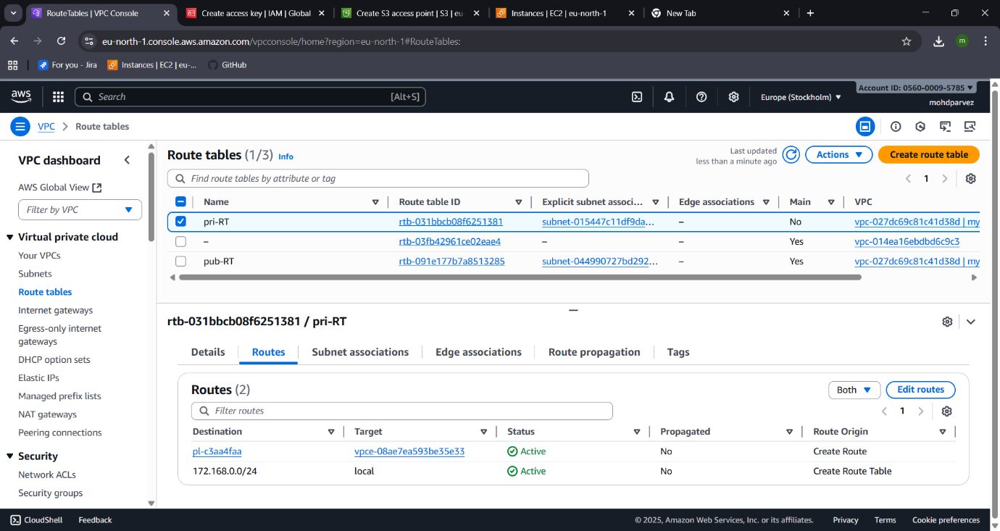 RouteTables | VPC Console
Create access key | IAM | Global
Create S3 access point | S3 | eu-
Instances | EC2 | eu-north-1
New Tab
eu-north-1.console.aws.amazon.com/vpcconsole/home?region=eu-north-1#RouteTables:
m
For you - Jira
Instances | EC2 | eu-...
GitHub
aws
Search
[Alt+S]
Europe (Stockholm)
Account ID: 0560-0009-5785
mohdparvez
VPC
Route tables
VPC dashboard
AWS Global View
Filter by VPC
Virtual private cloud
Your VPCs
Subnets
Route tables
Internet gateways
Egress-only internet
gateways
DHCP option sets
Elastic IPs
Managed prefix lists
NAT gateways
Peering connections
Security
Network ACLs
Security groups
Route tables (1/3) Info
Last updated
less than a minute ago
Actions
Create route table
Find route tables by attribute or tag
1
Name Route table ID Explicit subnet associ... Edge associations Main VPC
pri-RT rtb-031bbcb08f6251381 subnet-015447c11df9da... – No vpc-027dc69c81c41d38d | my
– rtb-03fb42961ce02eae4 – – Yes vpc-014ea16ebdbd6c9c3
pub-RT rtb-091e177b7a8513285 subnet-044990727bd292... – Yes vpc-027dc69c81c41d38d | my
rtb-031bbcb08f6251381 / pri-RT
Details Routes Subnet associations Edge associations Route propagation Tags
Routes (2)
Both
Edit routes
Filter routes
1
Destination Target Status Propagated Route Origin
pl-c3aa4faa vpce-08ae7ea593be35e33 Active No Create Route
172.168.0.0/24 local Active No Create Route Table
CloudShell Feedback © 2025, Amazon Web Services, Inc. or its affiliates. Privacy Terms Cookie preferences